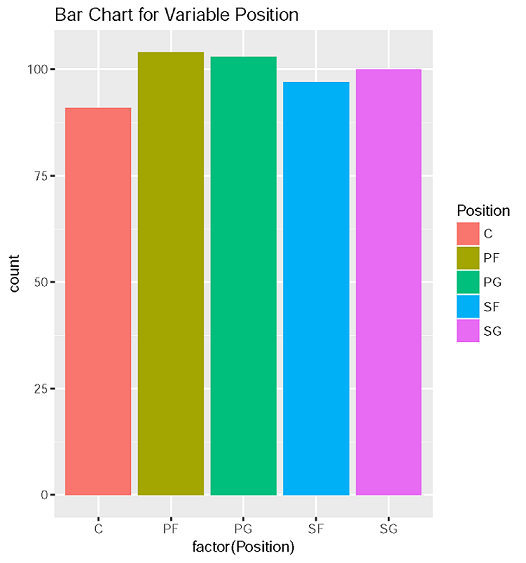 Bar Chart for Variable Position
100
75
50
25
0
count
C PF PG SF SG
factor(Position)
Position
C
PF
PG
SF
SG